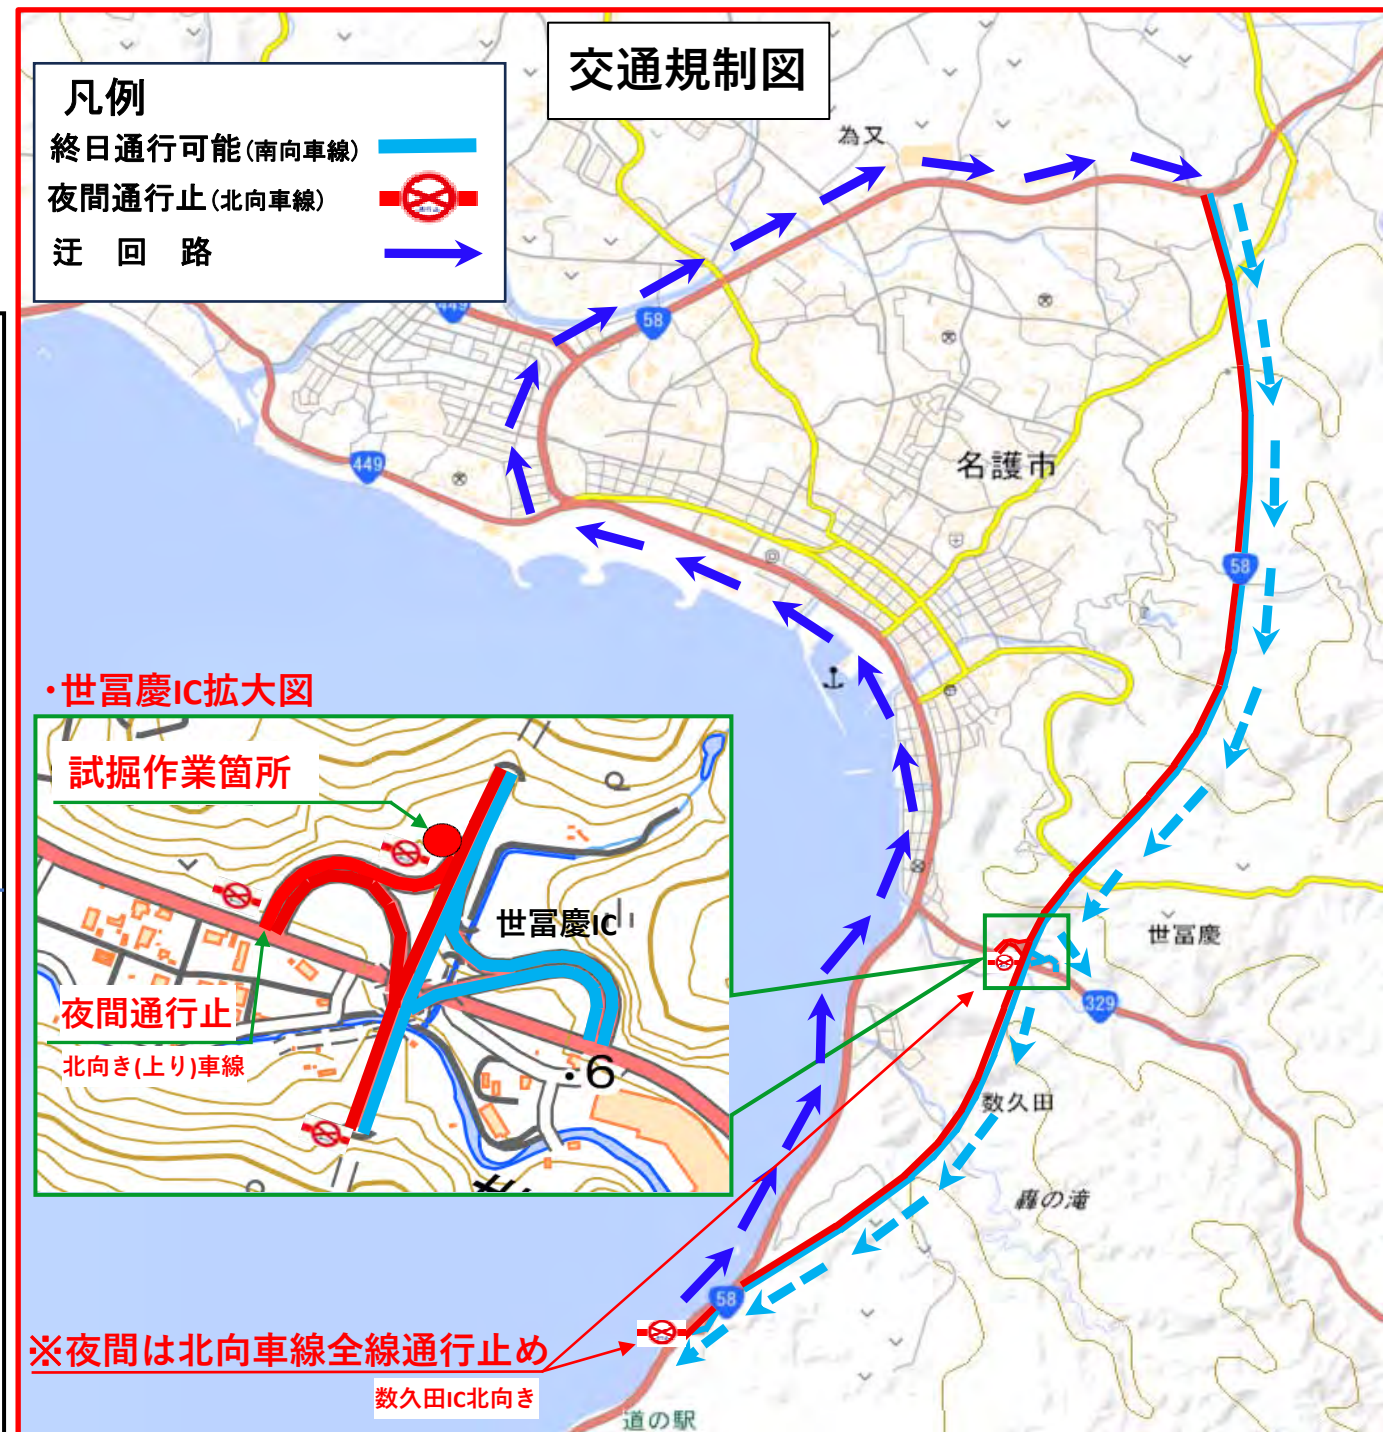 交通規制図
凡例
終日通行可能(南向車線)
夜間通行止(北向車線)
迂 回 路
為又
449
58
449
名護市
58
・世冨慶IC拡大図
試掘作業箇所
世冨慶IC
夜間通行止
北向き(上り)車線
・6
世冨慶
329
数久田
轟の滝
58
※夜間は北向車線全線通行止め
数久田IC北向き
道の駅